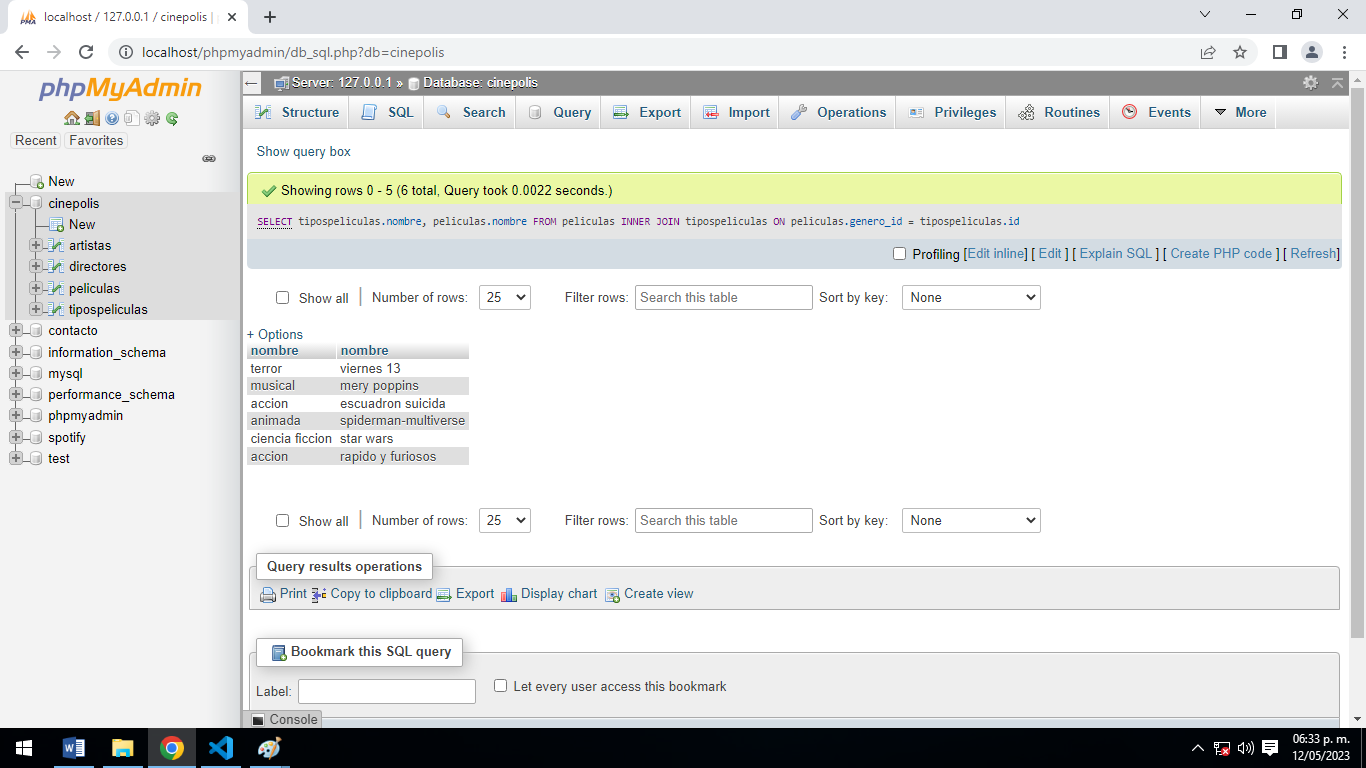 localhost / 127.0.0.1 / cinepolis |
localhost/phpmyadmin/db_sql.php?db=cinepolis
phpMyAdmin
Recent Favorites
New
cinepolis
New
artistas
directores
peliculas
tipospeliculas
contacto
information_schema
mysql
performance_schema
phpmyadmin
spotify
test
Server: 127.0.0.1 » Database: cinepolis
Structure SQL Search Query Export Import Operations Privileges Routines Events More
Show query box
Showing rows 0 - 5 (6 total, Query took 0.0022 seconds.)
SELECT tipospeliculas.nombre, peliculas.nombre FROM peliculas INNER JOIN tipospeliculas ON peliculas.genero_id = tipospeliculas.id
Profiling [Edit inline] [ Edit ] [ Explain SQL ] [ Create PHP code ] [ Refresh]
Show all | Number of rows: 25 Filter rows: Search this table Sort by key: None
+ Options
nombre nombre
terror viernes 13
musical mery poppins
accion escuadron suicida
animada spiderman-multiverse
ciencia ficcion star wars
accion rapido y furiosos
Show all | Number of rows: 25 Filter rows: Search this table Sort by key: None
Query results operations
Print Copy to clipboard Export Display chart Create view
Bookmark this SQL query
Label: Let every user access this bookmark
Console
06:33 p. m.
12/05/2023